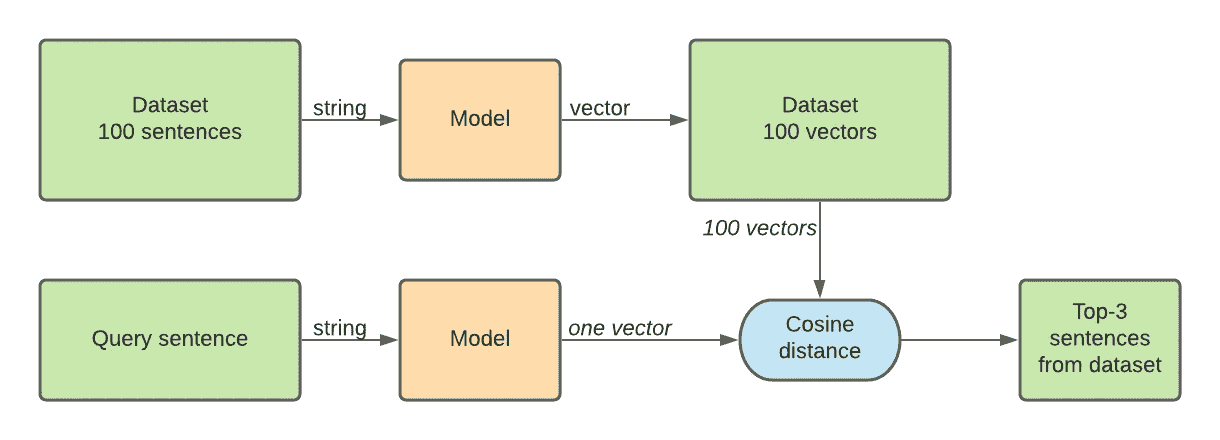 Dataset
100 sentences
string
Model
vector
Dataset
100 vectors
100 vectors
Query sentence
string
Model
one vector
Cosine
distance
Top-3
sentences
from dataset